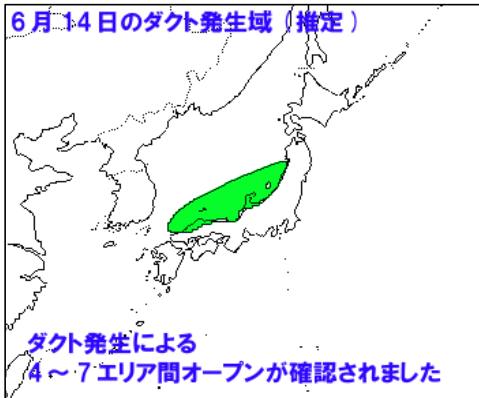 6月14日のダクト発生域（推定）
ダクト発生による
4～7エリア間オープンが確認されました